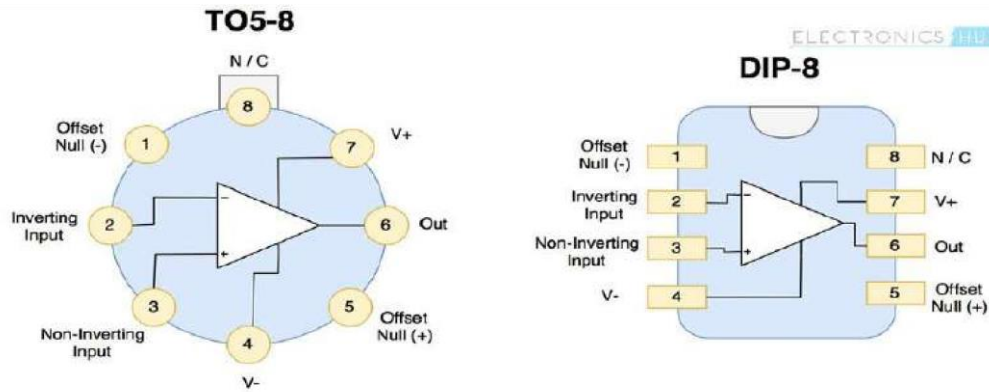 TO5-8
N / C
8
Offset
Null (-)
1
7
V+
Inverting
Input
2
−
+
6
Out
3
Non-Inverting
Input
4
V-
5
Offset
Null (+)
ELECTRONICS HUB
DIP-8
Offset
Null (-)
1
8
N / C
Inverting
Input
2
−
7
V+
Non-Inverting
Input
3
+
6
Out
V-
4
5
Offset
Null (+)